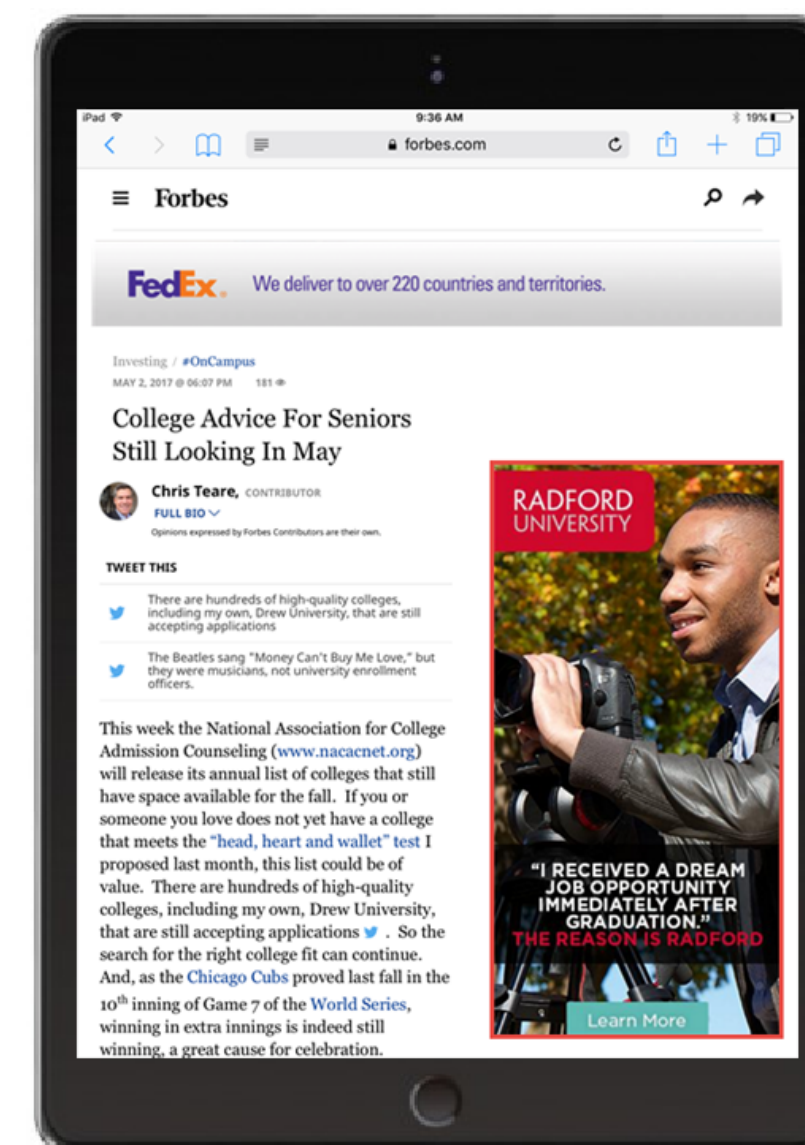 iPad 9:36 AM 19%
forbes.com
Forbes
FedEx. We deliver to over 220 countries and territories.
Investing / #OnCampus
MAY 2, 2017 @ 06:07 PM 181
College Advice For Seniors
Still Looking In May
Chris Teare, CONTRIBUTOR
FULL BIO
Opinions expressed by Forbes Contributors are their own.
TWEET THIS
There are hundreds of high-quality colleges,
including my own, Drew University, that are still
accepting applications
The Beatles sang "Money Can't Buy Me Love," but
they were musicians, not university enrollment
officers.
This week the National Association for College
Admission Counseling (www.nacacnet.org)
will release its annual list of colleges that still
have space available for the fall. If you or
someone you love does not yet have a college
that meets the “head, heart and wallet” test I
proposed last month, this list could be of
value. There are hundreds of high-quality
colleges, including my own, Drew University,
that are still accepting applications . So the
search for the right college fit can continue.
And, as the Chicago Cubs proved last fall in the
10th inning of Game 7 of the World Series,
winning in extra innings is indeed still
winning, a great cause for celebration.
RADFORD
UNIVERSITY
“I RECEIVED A DREAM
JOB OPPORTUNITY
IMMEDIATELY AFTER
GRADUATION.”
THE REASON IS RADFORD
Learn More